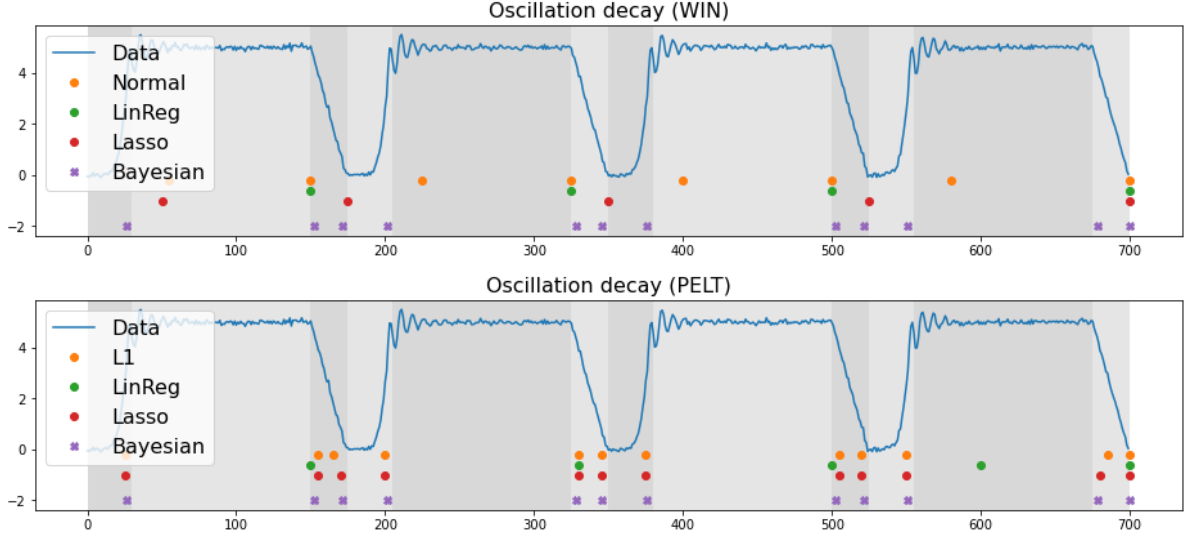 Oscillation decay (WIN)
Data
Normal
LinReg
Lasso
Bayesian
4
2
0
−2
0 100 200 300 400 500 600 700
Oscillation decay (PELT)
Data
L1
LinReg
Lasso
Bayesian
4
2
0
−2
0 100 200 300 400 500 600 700